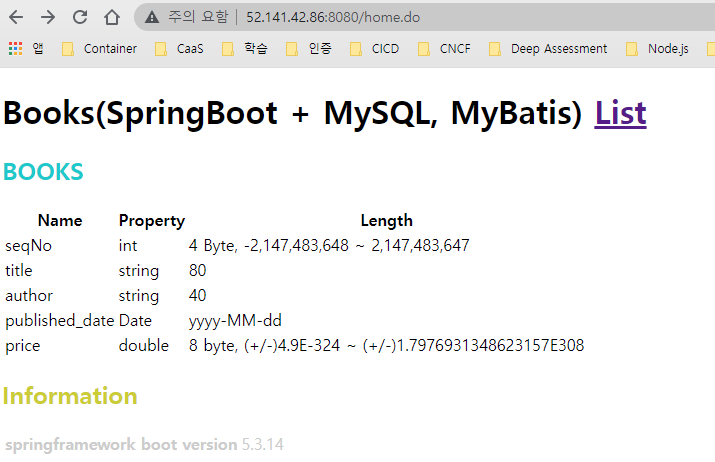 주의 요함 52.141.42.86:8080/home.do
앱 Container CaaS 학습 인증 CICD CNCF Deep Assessment Node.js
Books(SpringBoot + MySQL, MyBatis) List
BOOKS
Name Property Length
seqNo int 4 Byte, -2,147,483,648 ~ 2,147,483,647
title string 80
author string 40
published_date Date yyyy-MM-dd
price double 8 byte, (+/-)4.9E-324 ~ (+/-)1.7976931348623157E308
Information
springframework boot version 5.3.14